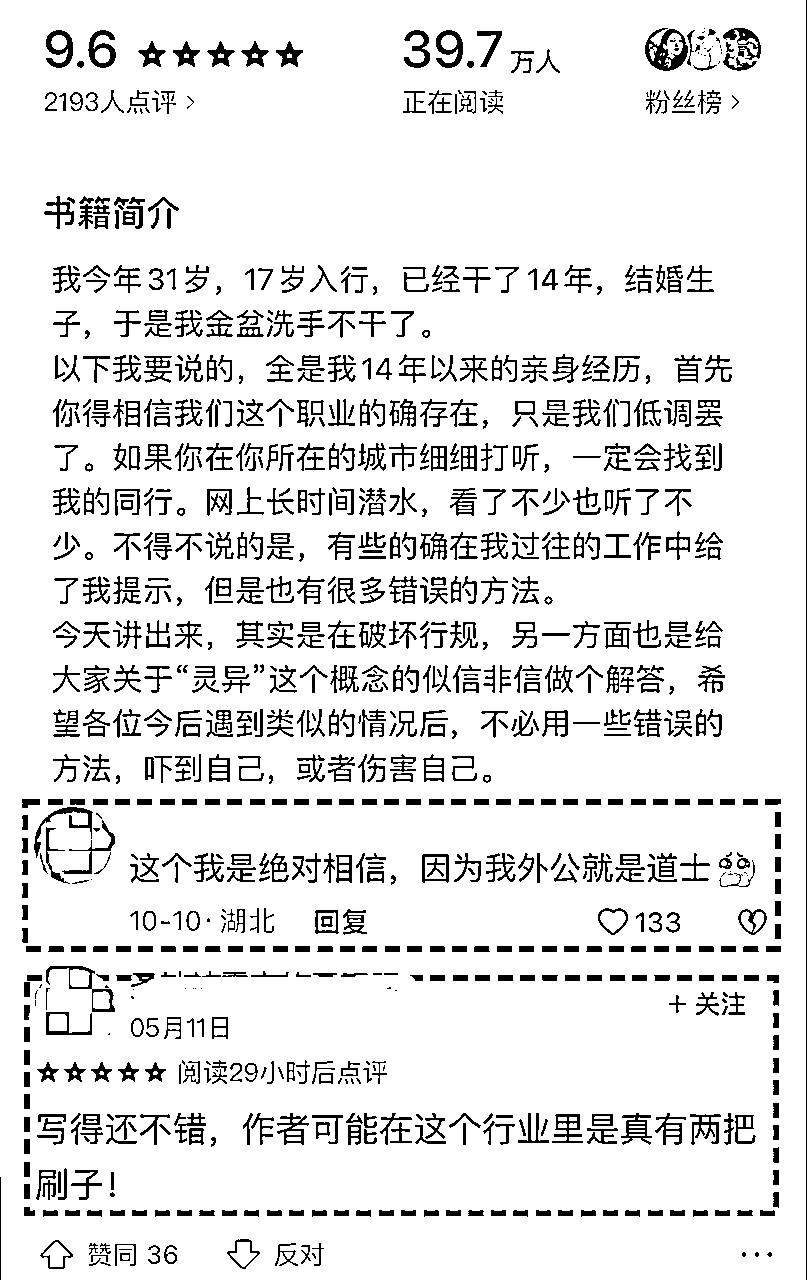 9.6 ★★★★★ 39.7万人
2193人点评 > 正在阅读 粉丝榜 >
书籍简介
我今年31岁，17岁入行，已经干了14年，结婚生
子，于是我金盆洗手不干了。
以下我要说的，全是我14年以来的亲身经历，首先
你得相信我们这个职业的确存在，只是我们低调罢
了。如果你在你所在的城市细细打听，一定会找到
我的同行。网上长时间潜水，看了不少也听了不
少。不得不说的是，有些的确在我过往的工作中给
了我提示，但是也有很多错误的方法。
今天讲出来，其实是在破坏行规，另一方面也是给
大家关于“灵异”这个概念的似信非信做个解答，希
望各位今后遇到类似的情况后，不必用一些错误的
方法，吓到自己，或者伤害自己。
这个我是绝对相信，因为我外公就是道士
10-10·湖北 回复 133
+ 关注
05月11日
★★★★★ 阅读29小时后点评
写得还不错，作者可能在这个行业里是真有两把
刷子！
赞同 36 反对 ···